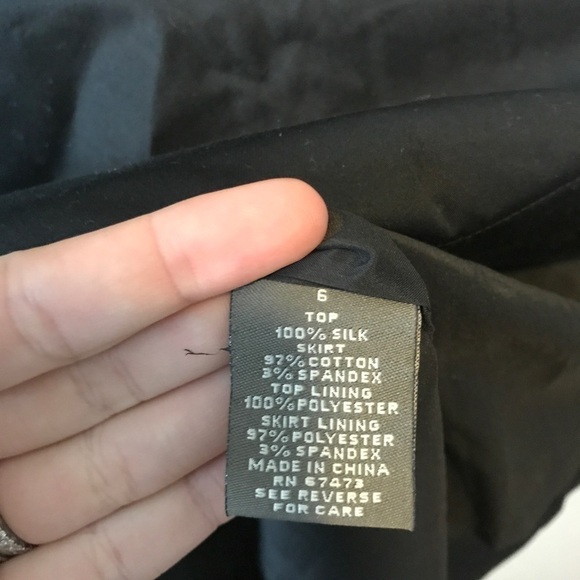 6
TOP
100% SILK
SKIRT
97% COTTON
3% SPANDEX
TOP LINING
100% POLYESTER
SKIRT LINING
97% POLYESTER
3% SPANDEX
MADE IN CHINA
RN 67473
SEE REVERSE
FOR CARE